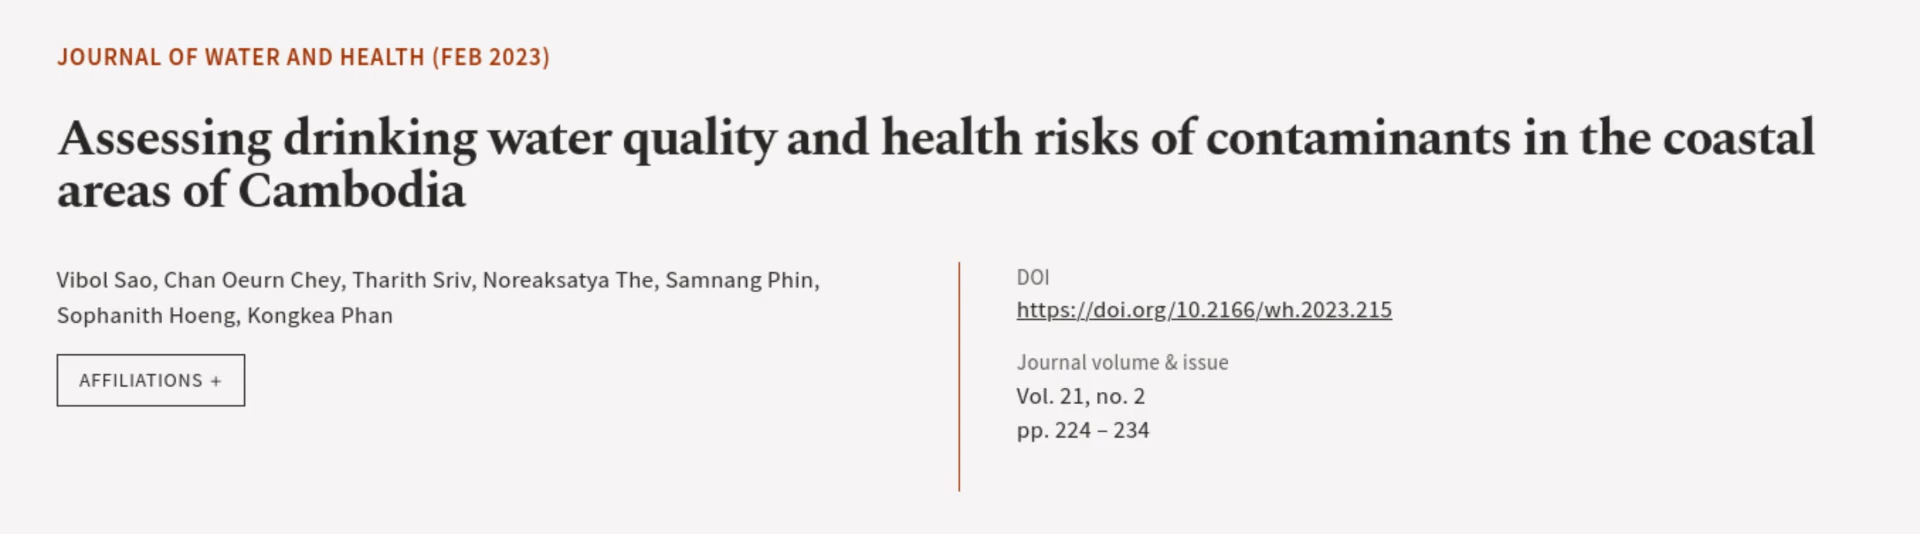 JOURNAL OF WATER AND HEALTH (FEB 2023)
Assessing drinking water quality and health risks of contaminants in the coastal
areas of Cambodia
Vibol Sao, Chan Oeurn Chey, Tharith Sriv, Noreaksatya The, Samnang Phin,
Sophanith Hoeng, Kongkea Phan
AFFILIATIONS +
DOI
https://doi.org/10.2166/wh.2023.215
Journal volume & issue
Vol. 21, no. 2
pp. 224 – 234